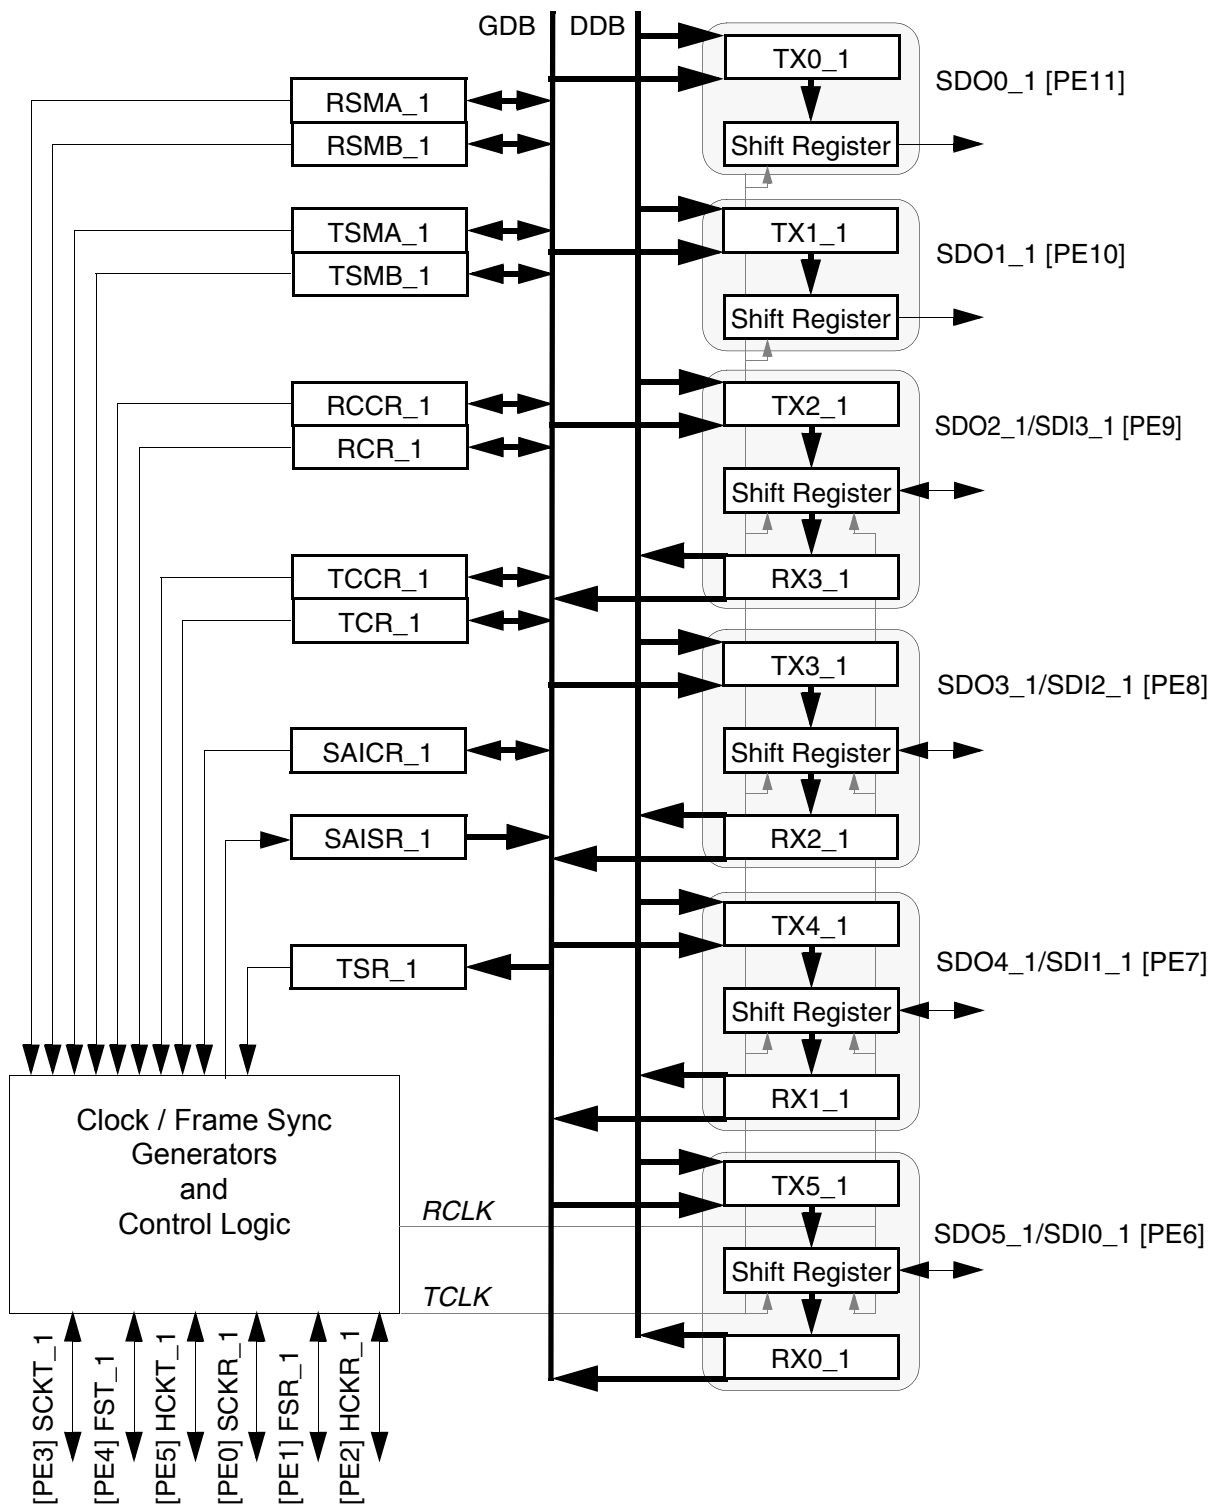 GDB
DDB
TX0_1
SDO0_1 [PE11]
RSMA_1
RSMB_1
Shift Register
TSMA_1
TX1_1
SDO1_1 [PE10]
TSMB_1
Shift Register
RCCR_1
TX2_1
SDO2_1/SDI3_1 [PE9]
RCR_1
Shift Register
TCCR_1
RX3_1
TCR_1
TX3_1
SDO3_1/SDI2_1 [PE8]
SAICR_1
Shift Register
SAISR_1
RX2_1
TX4_1
SDO4_1/SDI1_1 [PE7]
TSR_1
Shift Register
RX1_1
Clock / Frame Sync
Generators
and
Control Logic
TX5_1
RCLK
SDO5_1/SDI0_1 [PE6]
Shift Register
TCLK
RX0_1
[PE3] SCKT_1
[PE4] FST_1
[PE5] HCKT_1
[PE0] SCKR_1
[PE1] FSR_1
[PE2] HCKR_1